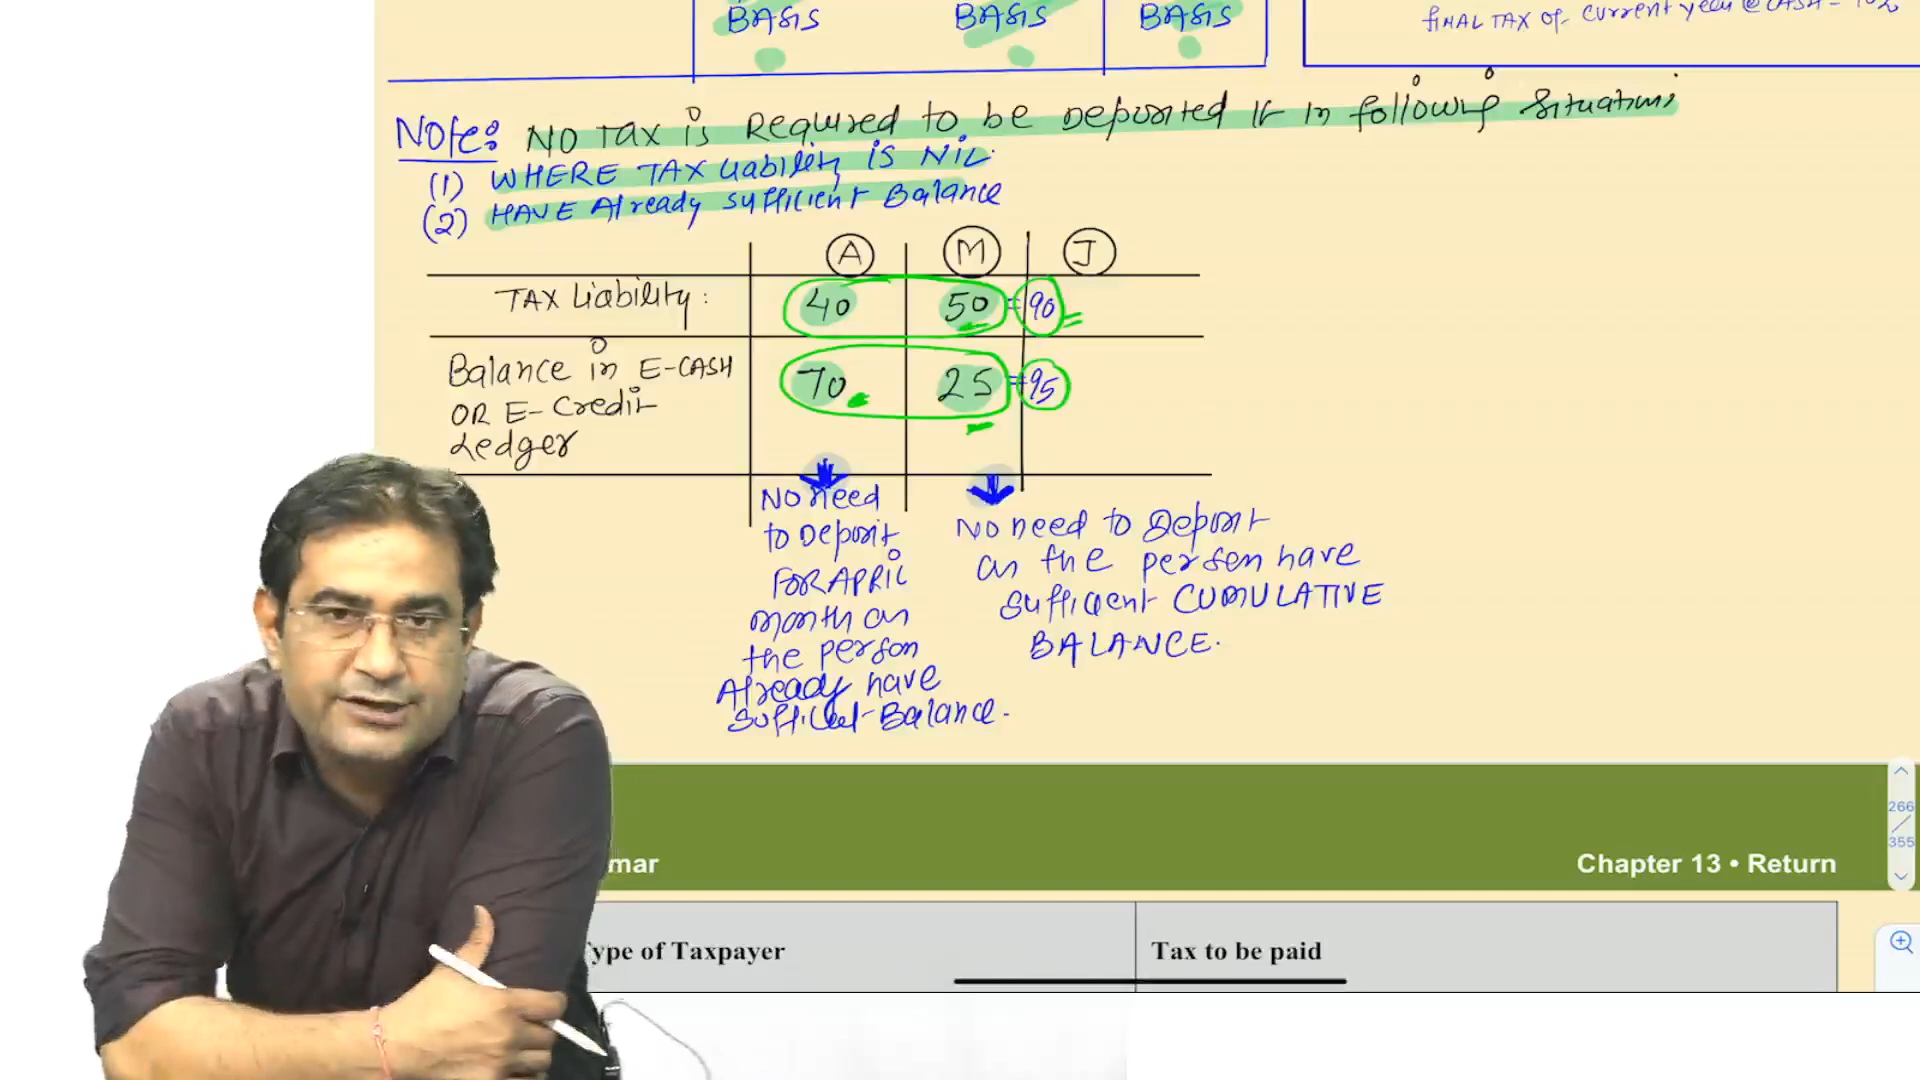 BASIS BASIS BASIS
FINAL TAX OF current year @ CASH
Note: NO TAX is Required to be Deposited If in following Situations
(1) WHERE TAX Liability is NIL.
(2) HAVE Already Sufficient Balance
A M J
TAX Liability: 40 50 = 90
Balance in E-CASH OR E-Credit Ledger 70 25 = 95
No need
to Deposit
FOR APRIL
month as
the person
Already have
Sufficient Balance.
No need to Deposit
as the person have
Sufficient CUMULATIVE
BALANCE.
266
355
mar
Chapter 13 • Return
Type of Taxpayer
Tax to be paid